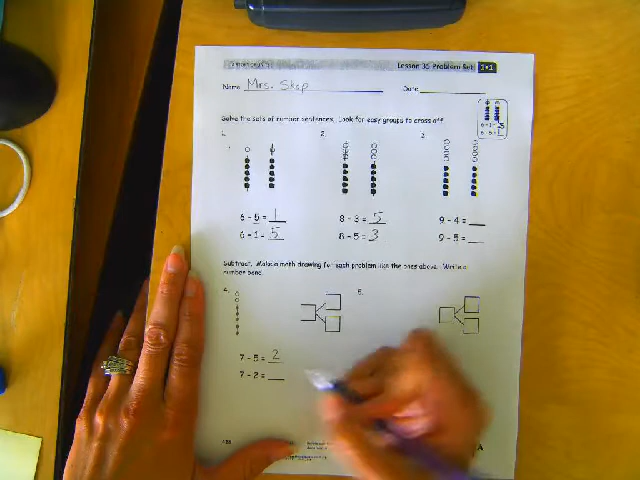 Lesson 35 Problem Set 1•1
Name Mrs. Skop Date
Solve the sets of number sentences. Look for easy groups to cross off.
1. 2. 3.
6 - 5 = 1 8 - 3 = 5 9 - 4 =
6 - 1 = 5 8 - 5 = 3 9 - 5 =
Subtract. Make a math drawing for each problem like the ones above. Write a
number bond.
4. 5.
7 - 5 = 2
7 - 2 =